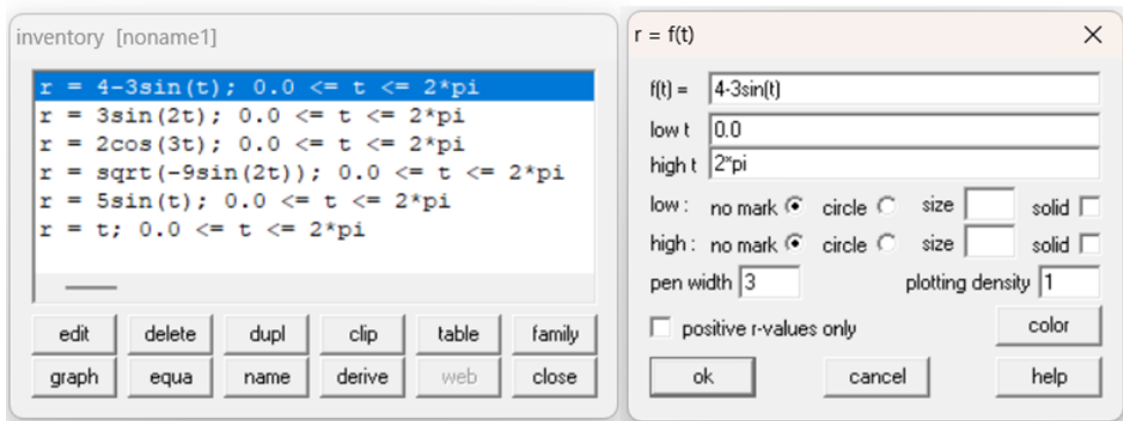 inventory [noname1]
r = 4-3sin(t); 0.0 <= t <= 2*pi
r = 3sin(2t); 0.0 <= t <= 2*pi
r = 2cos(3t); 0.0 <= t <= 2*pi
r = sqrt(-9sin(2t)); 0.0 <= t <= 2*pi
r = 5sin(t); 0.0 <= t <= 2*pi
r = t; 0.0 <= t <= 2*pi
edit delete dupl clip table family
graph equa name derive web close
r = f(t)
f(t) = 4-3sin(t)
low t 0.0
high t 2*pi
low : no mark circle size solid
high : no mark circle size solid
pen width 3 plotting density 1
positive r-values only color
ok cancel help